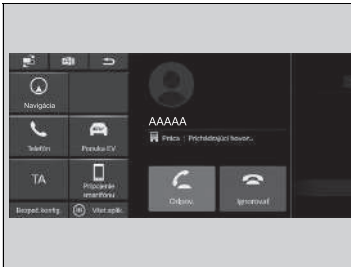 Navigácia
AAAAA
Práca | Prichádzajúci hovor...
Telefón
Ponuka EV
TA
Pripojenie
smartfónu
Odpov.
Ignorovať
Bezpeč. konfig.
Všet. aplik.